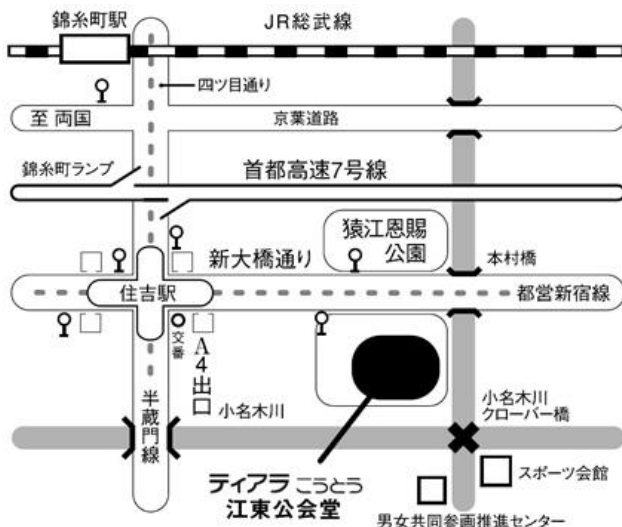 錦糸町駅
JR総武線
四ツ目通り
至 両国
京葉道路
錦糸町ランプ
首都高速7号線
猿江恩賜
公園
新大橋通り
本村橋
住吉駅
都営新宿線
交番
A4出口
半蔵門線
小名木川
小名木川
クローバー橋
ティアラ こうとう
江東公会堂
スポーツ会館
男女共同参画推進センター